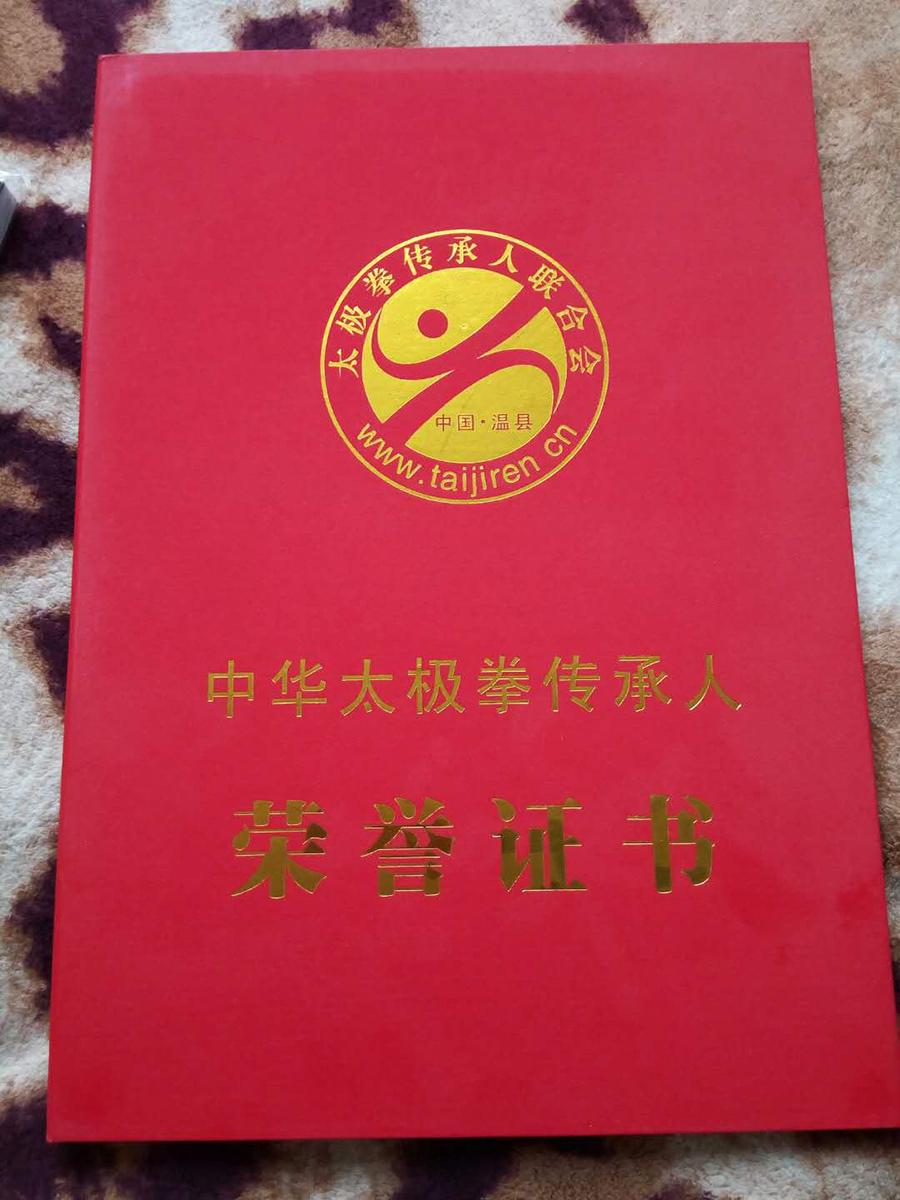 太极拳传承人联合会
中国·温县
www.taijiren cn
中华太极拳传承人
荣誉证书